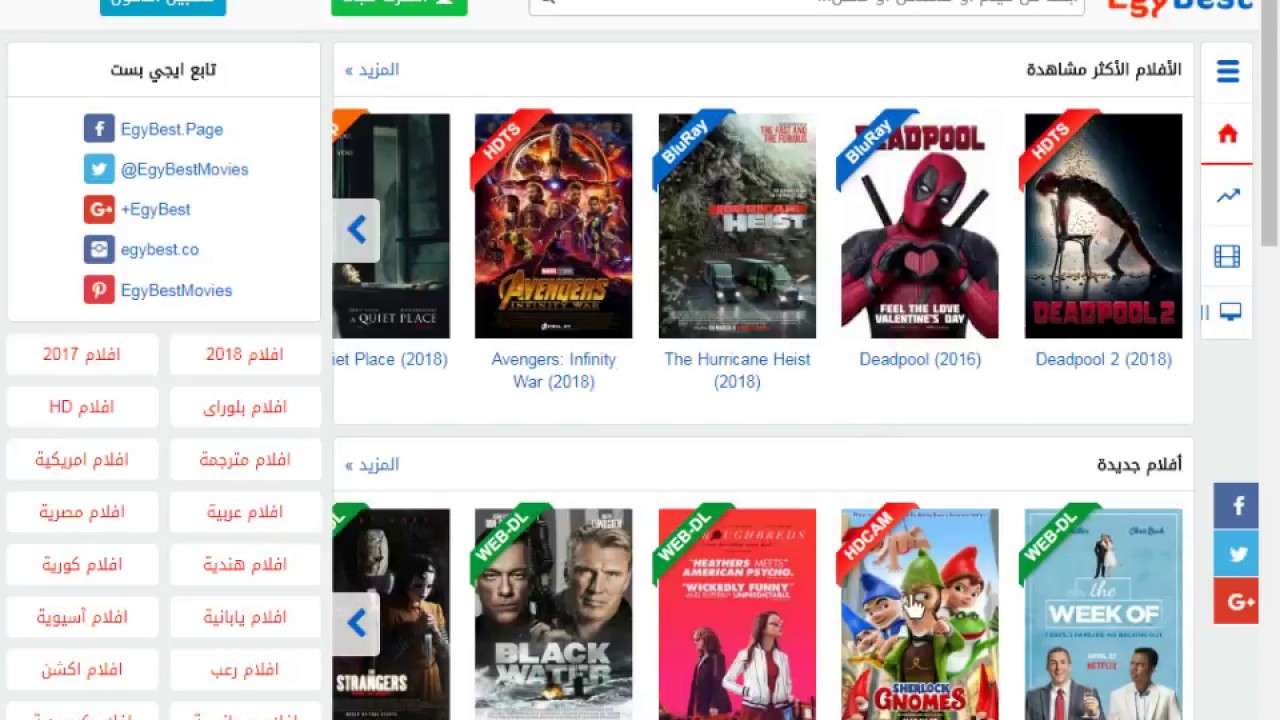 EgyBest
الأفلام الأكثر مشاهدة
المزيد »
HDTS
DEADPOOL 2
Deadpool 2 (2018)
BluRay
DEADPOOL
FEEL THE LOVE
VALENTINE'S DAY
Deadpool (2016)
BluRay
THE FAST AND
THE FURIOUS
HURRICANE
HEIST
The Hurricane Heist
(2018)
HDTS
AVENGERS
INFINITY WAR
Avengers: Infinity
War (2018)
A QUIET PLACE
iet Place (2018)
أفلام جديدة
المزيد »
WEB-DL
the
WEEK OF
NETFLIX
HDCAM
SHERLOCK
GNOMES
WEB-DL
"HEATHERS MEETS
AMERICAN PSYCHO.
"WICKEDLY FUNNY
UNPREDICTABLE.
WEB-DL
BLACK
WATER
DL
STRANGERS
تابع ايجي بست
EgyBest.Page
@EgyBestMovies
+EgyBest
egybest.co
EgyBestMovies
افلام 2018
افلام 2017
افلام بلوراى
افلام HD
افلام مترجمة
افلام امريكية
افلام عربية
افلام مصرية
افلام هندية
افلام كورية
افلام يابانية
افلام آسيوية
افلام رعب
افلام اكشن